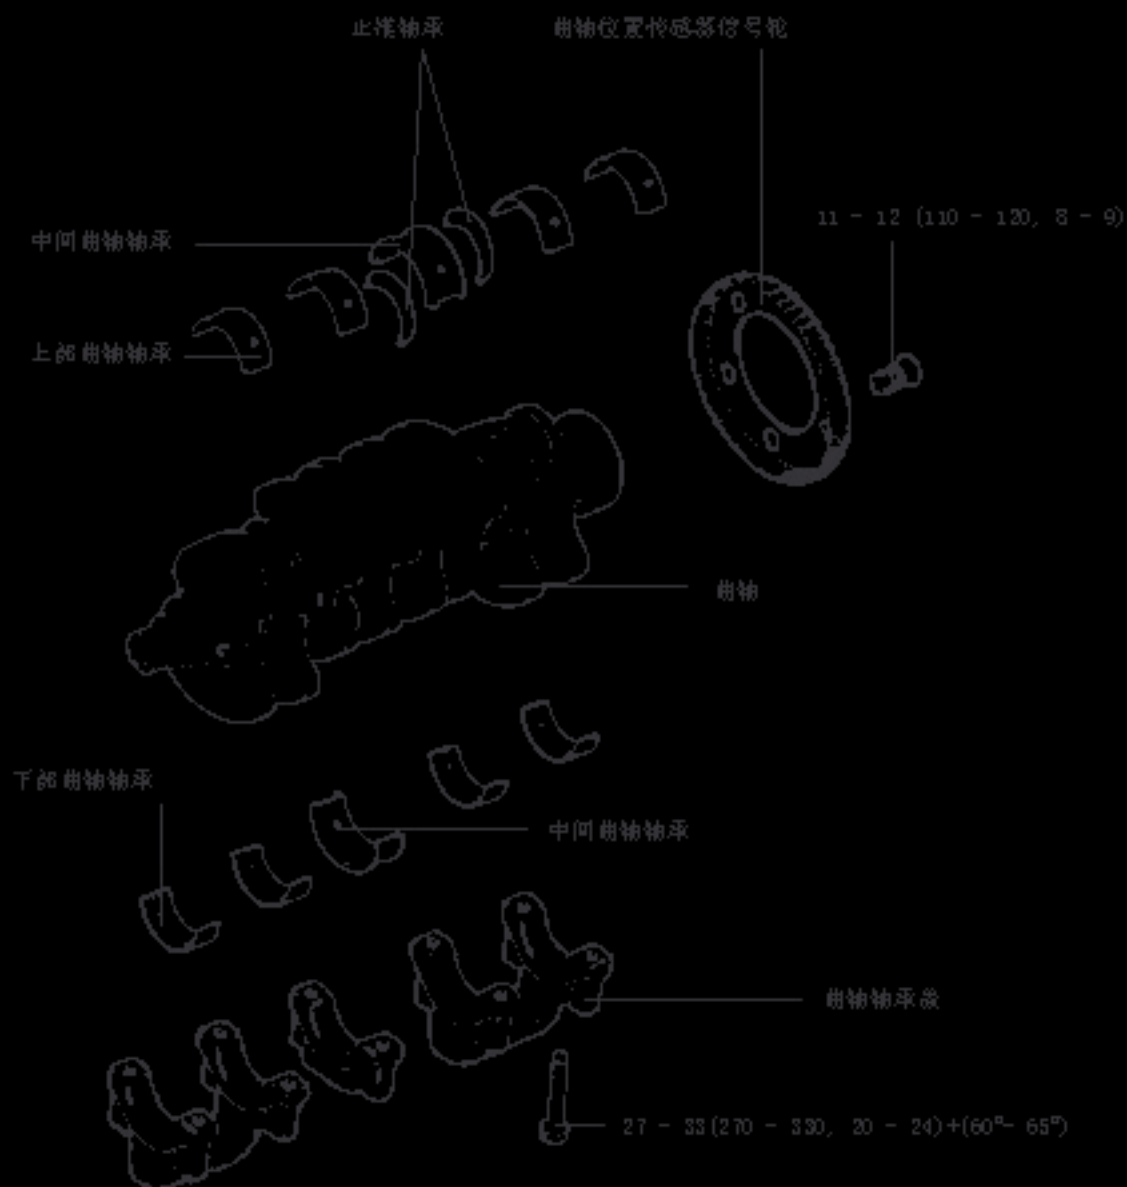 止推轴承
曲轴位置传感器信号轮
11 - 12 (110 - 120, 8 - 9)
中间曲轴轴承
上部曲轴轴承
曲轴
下部曲轴轴承
中间曲轴轴承
曲轴轴承盖
27 - 33(270 - 330, 20 - 24)+(60°- 65°)